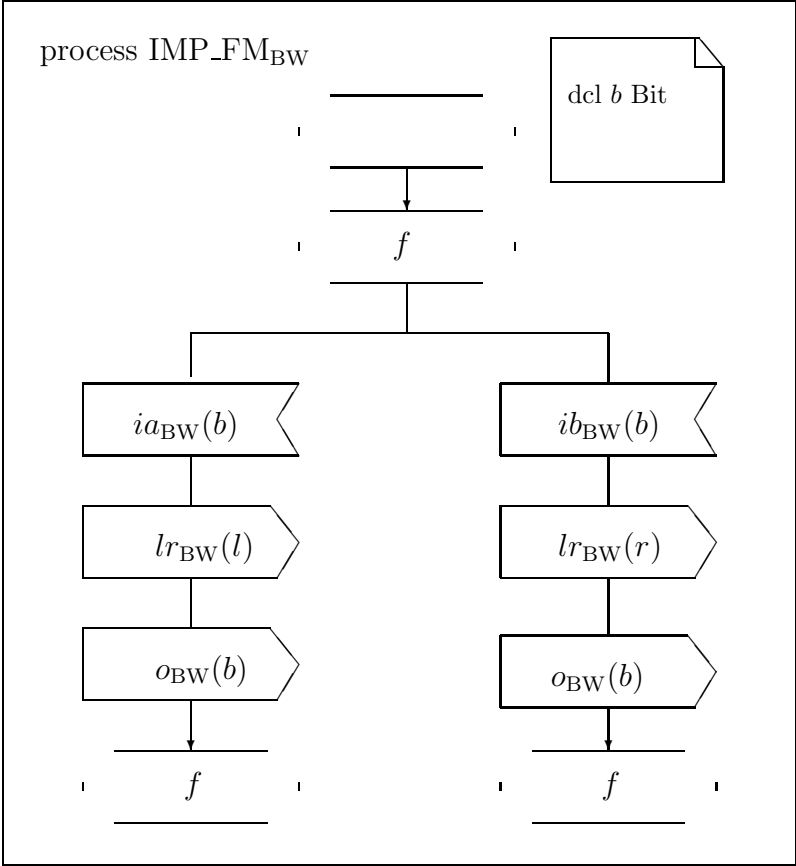 process IMP_FM_BW
dcl b Bit
f
ia_BW(b)
ib_BW(b)
lr_BW(l)
lr_BW(r)
o_BW(b)
o_BW(b)
f
f